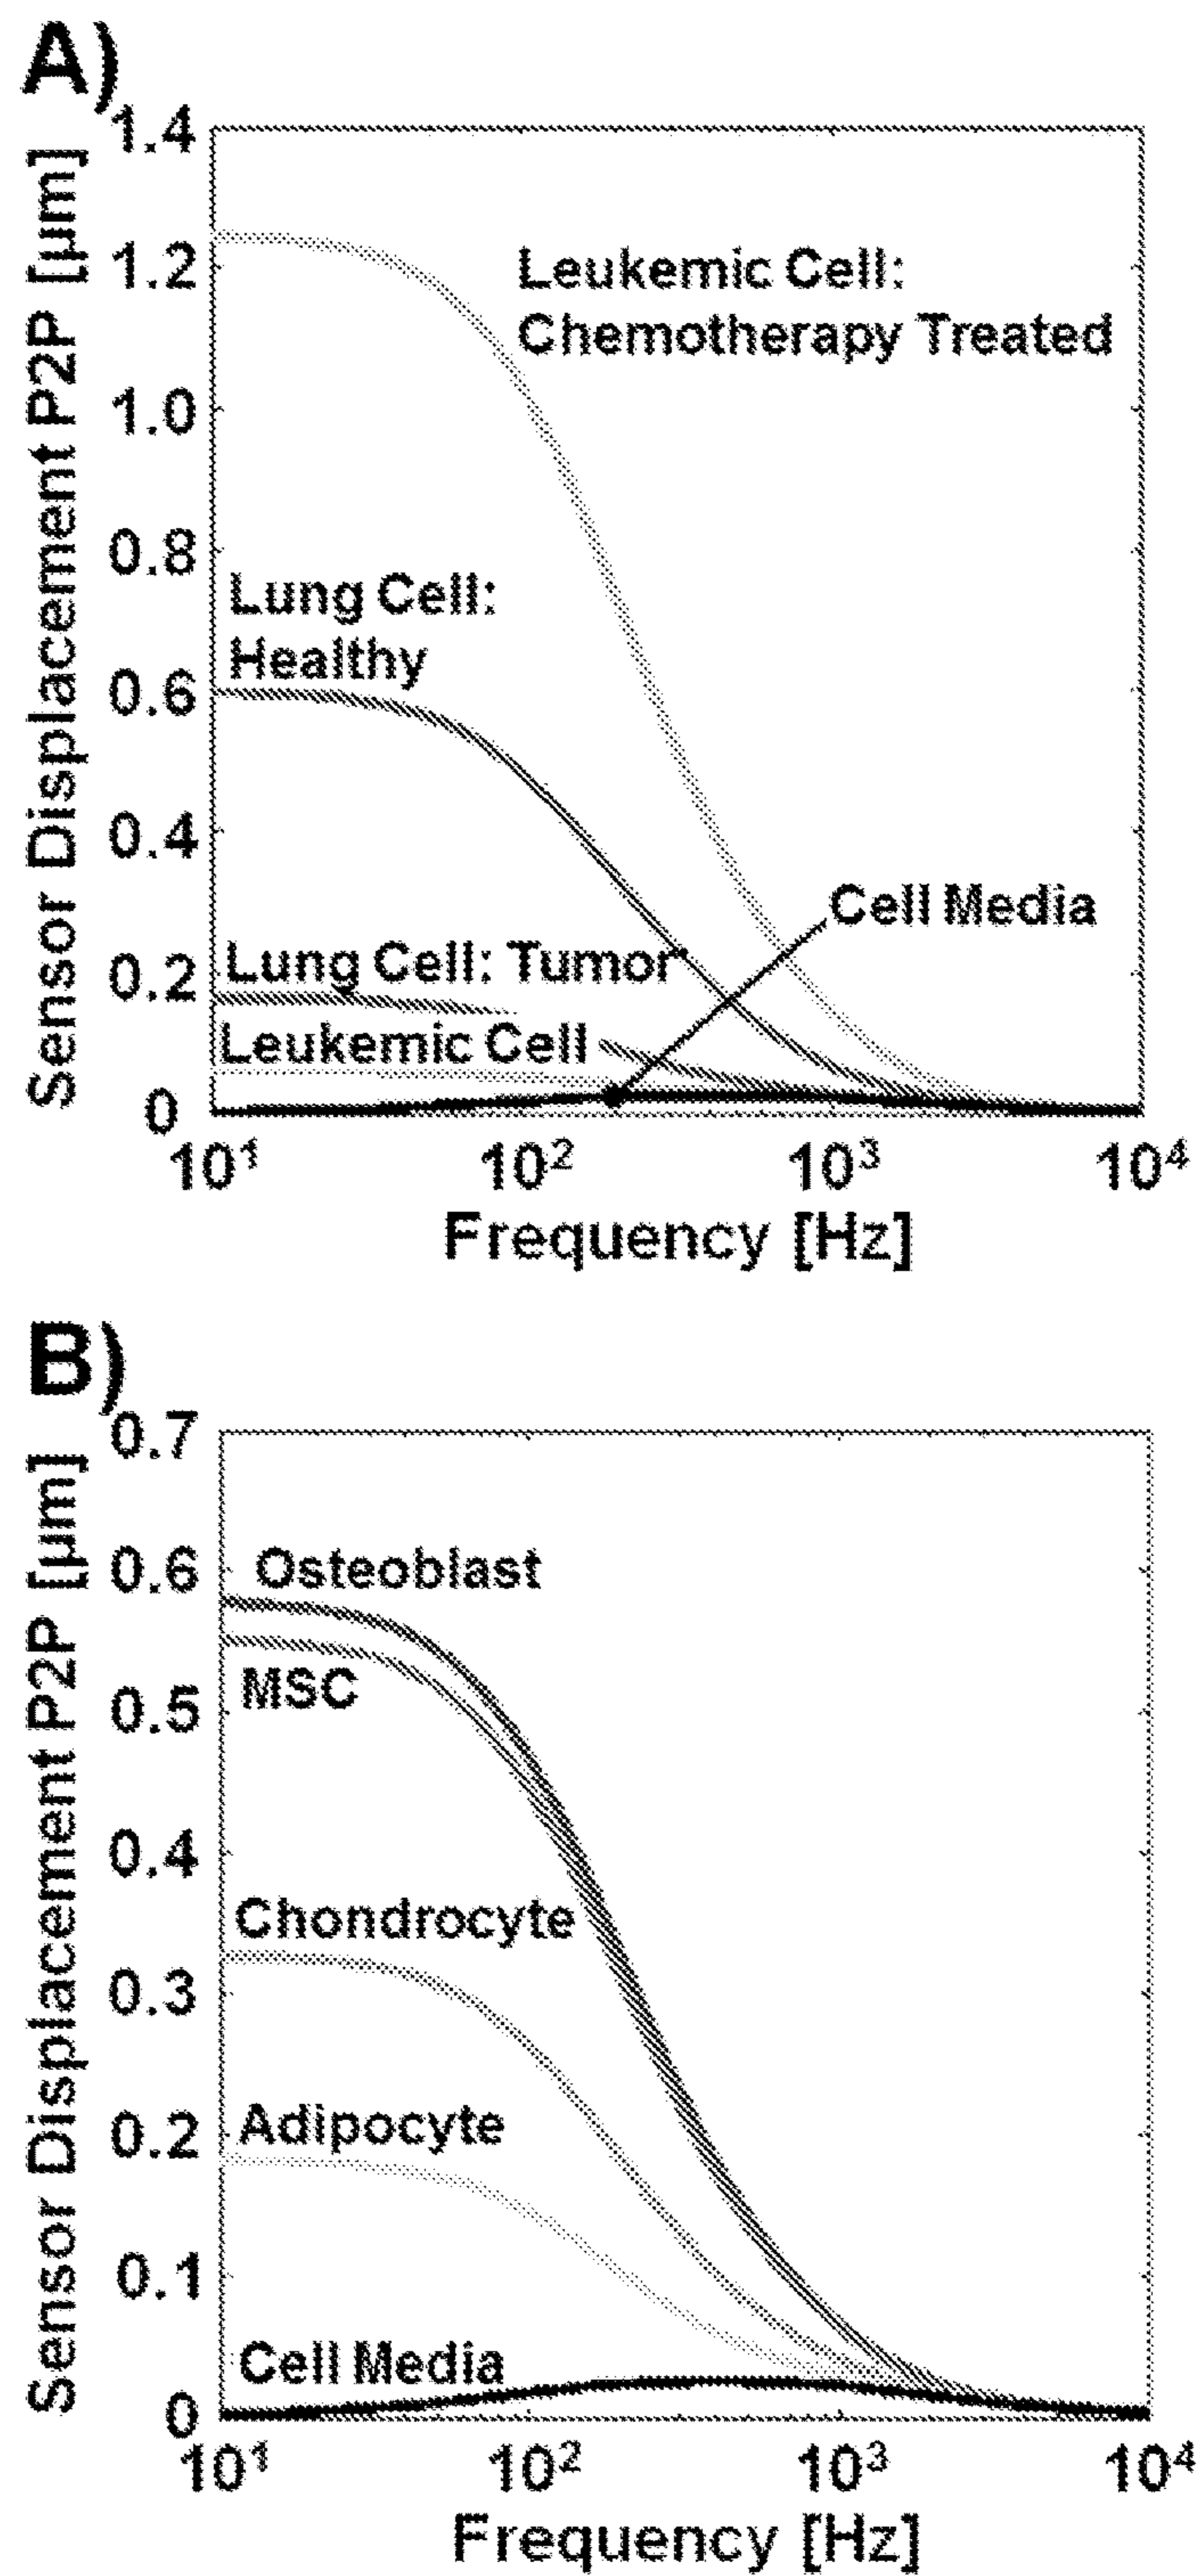 A)
Sensor Displacement P2P [µm]
1.4
1.2
1.0
0.8
0.6
0.4
0.2
0
Leukemic Cell:
Chemotherapy Treated
Lung Cell:
Healthy
Cell Media
Lung Cell: Tumor
Leukemic Cell
10¹ 10² 10³ 10⁴
Frequency [Hz]
B)
Sensor Displacement P2P [µm]
0.7
0.6
0.5
0.4
0.3
0.2
0.1
0
Osteoblast
MSC
Chondrocyte
Adipocyte
Cell Media
10¹ 10² 10³ 10⁴
Frequency [Hz]